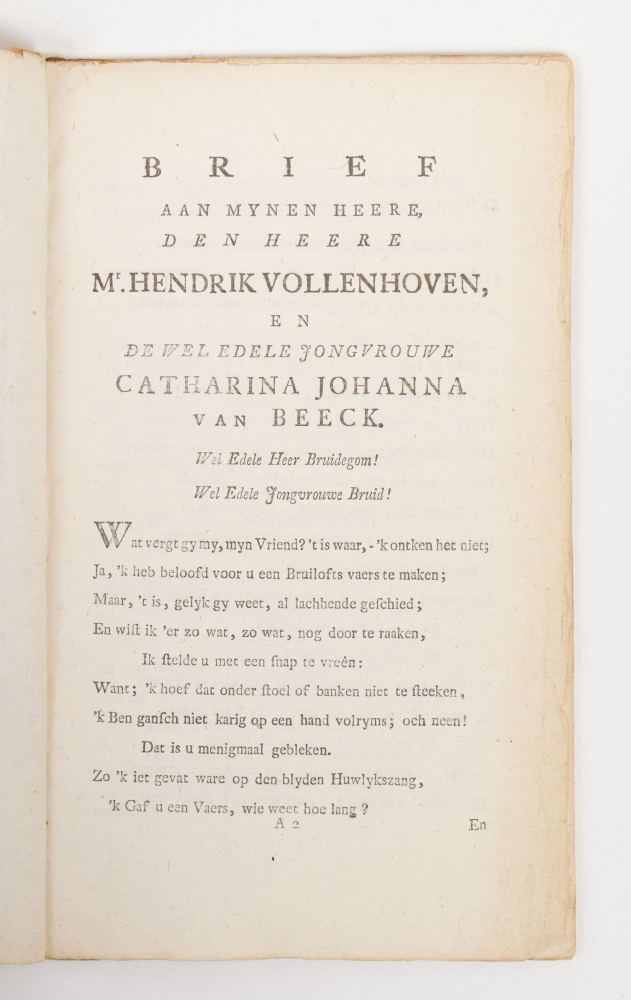 BRIEF
AAN MYNEN HEERE,
DEN HEERE
Mr. HENDRIK VOLLENHOVEN,
EN
DE WEL EDELE JONGVROUWE
CATHARINA JOHANNA
VAN BEECK.
Wel Edele Heer Bruidegom!
Wel Edele Jongvrouwe Bruid!
Wat vergt gy my, myn Vriend? 't is waar, - 'k ontken het niet;
Ja, 'k heb beloofd voor u een Bruilofts vaers te maken;
Maar, 't is, gelyk gy weet, al lachhende geſchied;
En wiſt ik 'er zo wat, zo wat, nog door te raaken,
Ik ſtelde u met een ſnap te vreên:
Want; 'k hoef dat onder ſtoel of banken niet te ſteeken,
'k Ben ganſch niet karig op een hand volryms; och neen!
Dat is u menigmaal gebleken.
Zo 'k iet gevat ware op den blyden Huwlykszang,
'k Gaf u een Vaers, wie weet hoe lang?
A 2 En